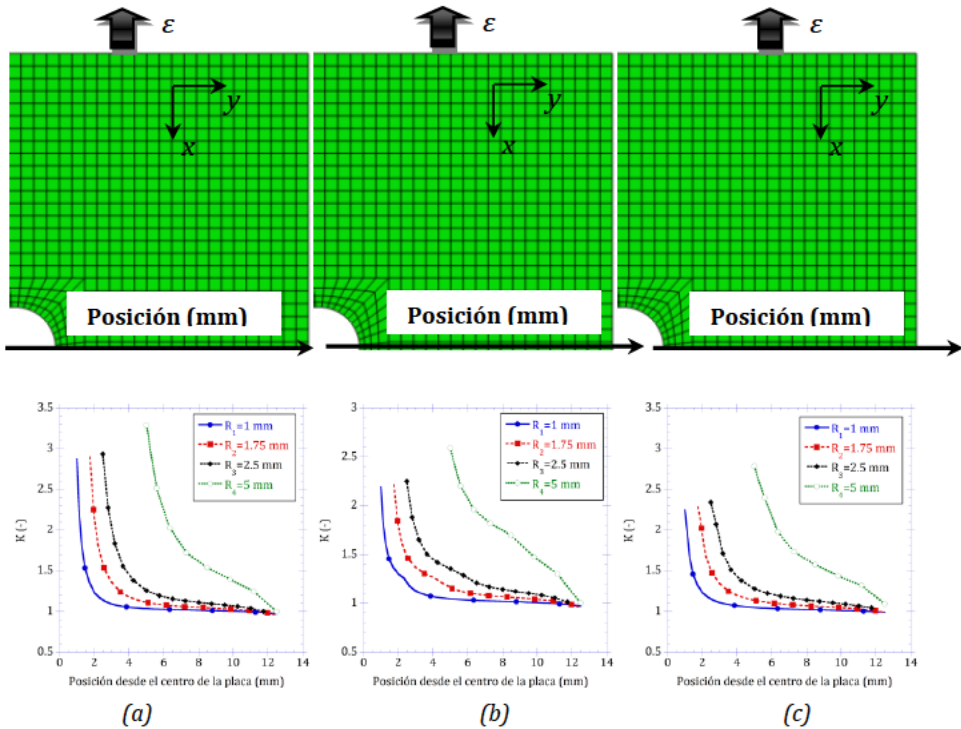 ε
ε
ε
y
x
y
x
y
x
Posición (mm)
Posición (mm)
Posición (mm)
3.5
3
2.5
2
1.5
1
0.5
K (-)
R1=1 mm
R2=1.75 mm
R3=2.5 mm
R4=5 mm
0 2 4 6 8 10 12 14
Posición desde el centro de la placa (mm)
(a)
3
2.5
2
1.5
1
0.5
K (-)
R1=1 mm
R2=1.75 mm
R3=2.5 mm
R4=5 mm
0 2 4 6 8 10 12 14
Posición desde el centro de la placa (mm)
(b)
3.5
3
2.5
2
1.5
1
0.5
K (-)
R1=1 mm
R2=1.75 mm
R3=2.5 mm
R4=5 mm
0 2 4 6 8 10 12 14
Posición desde el centro de la placa (mm)
(c)